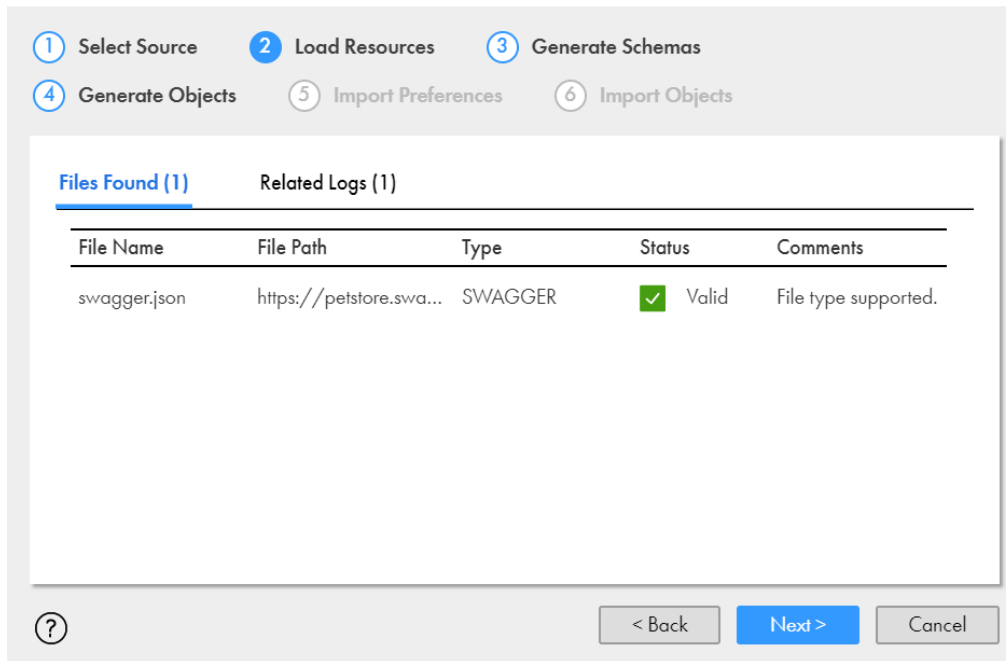 1 Select Source 2 Load Resources 3 Generate Schemas
4 Generate Objects 5 Import Preferences 6 Import Objects
Files Found (1) Related Logs (1)
File Name File Path Type Status Comments
swagger.json https://petstore.swa... SWAGGER Valid File type supported.
? < Back Next > Cancel